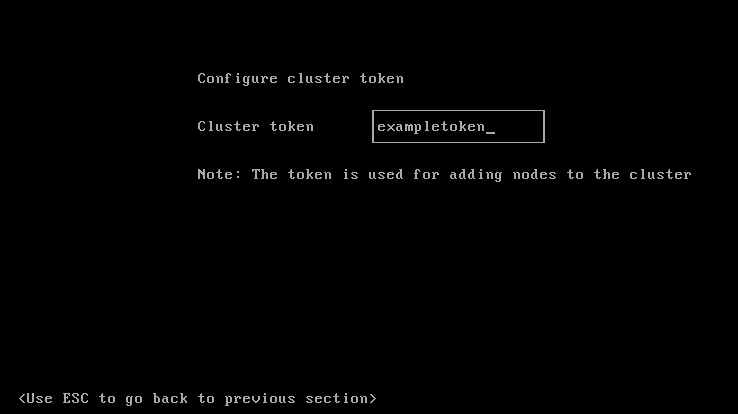 Configure cluster token
Cluster token exampletoken_
Note: The token is used for adding nodes to the cluster
<Use ESC to go back to previous section>